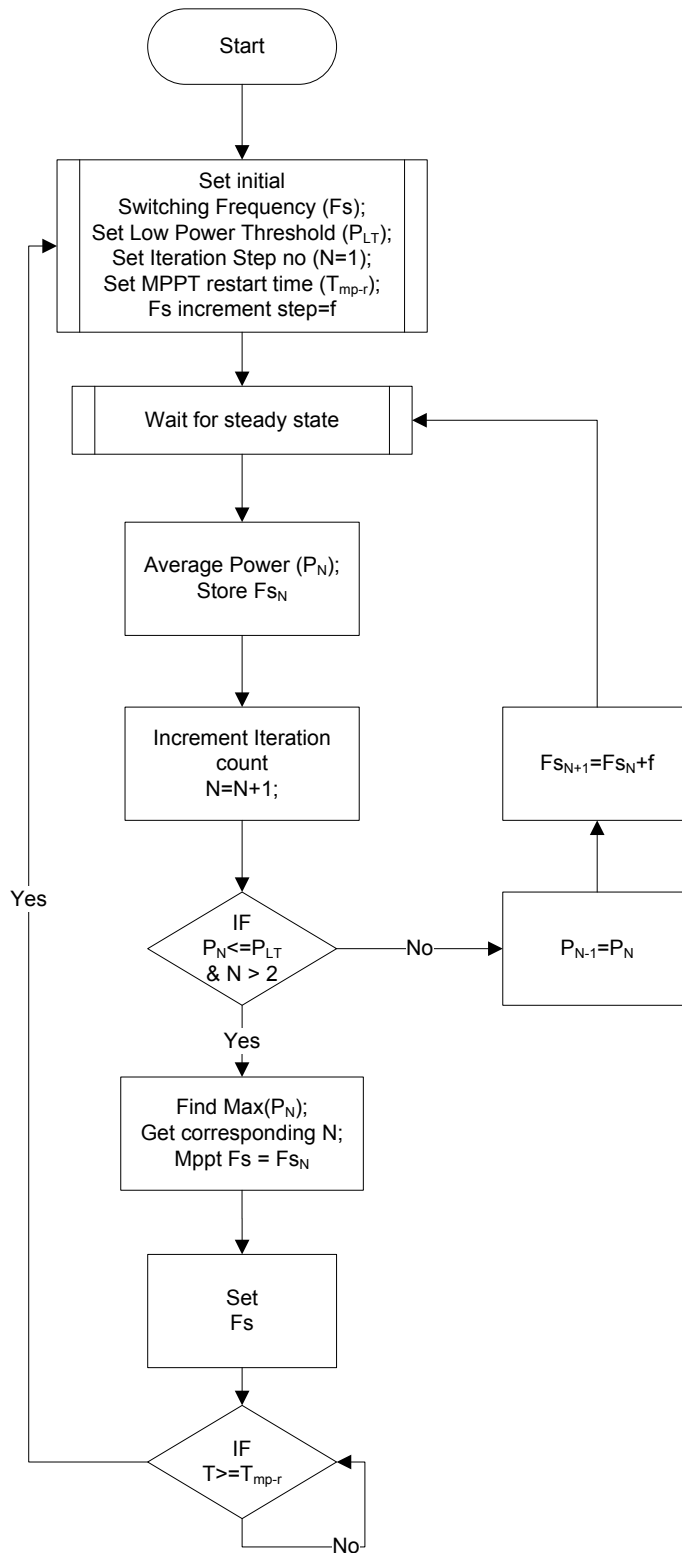 Start
Set initial
Switching Frequency (Fs);
Set Low Power Threshold (P_LT);
Set Iteration Step no (N=1);
Set MPPT restart time (T_mp-r);
Fs increment step=f
Wait for steady state
Average Power (P_N);
Store Fs_N
Increment Iteration
count
N=N+1;
Fs_N+1=Fs_N+f
Yes
IF
P_N<=P_LT
& N > 2
No
P_N-1=P_N
Yes
Find Max(P_N);
Get corresponding N;
Mppt Fs = Fs_N
Set
Fs
IF
T>=T_mp-r
No